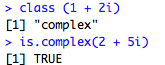 > class (1 + 2i)
[1] "complex"
> is.complex(2 + 5i)
[1] TRUE